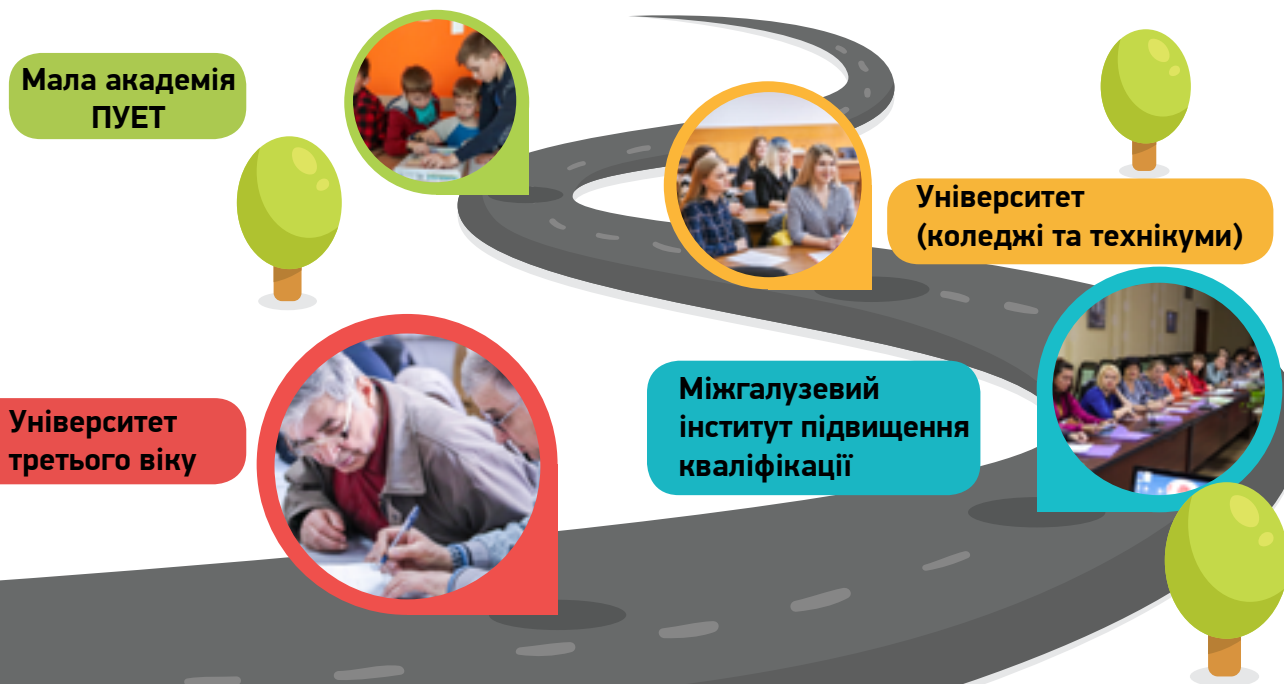 Мала академія
ПУЕТ
Університет
(коледжі та технікуми)
Міжгалузевий
інститут підвищення
кваліфікації
Університет
третього віку